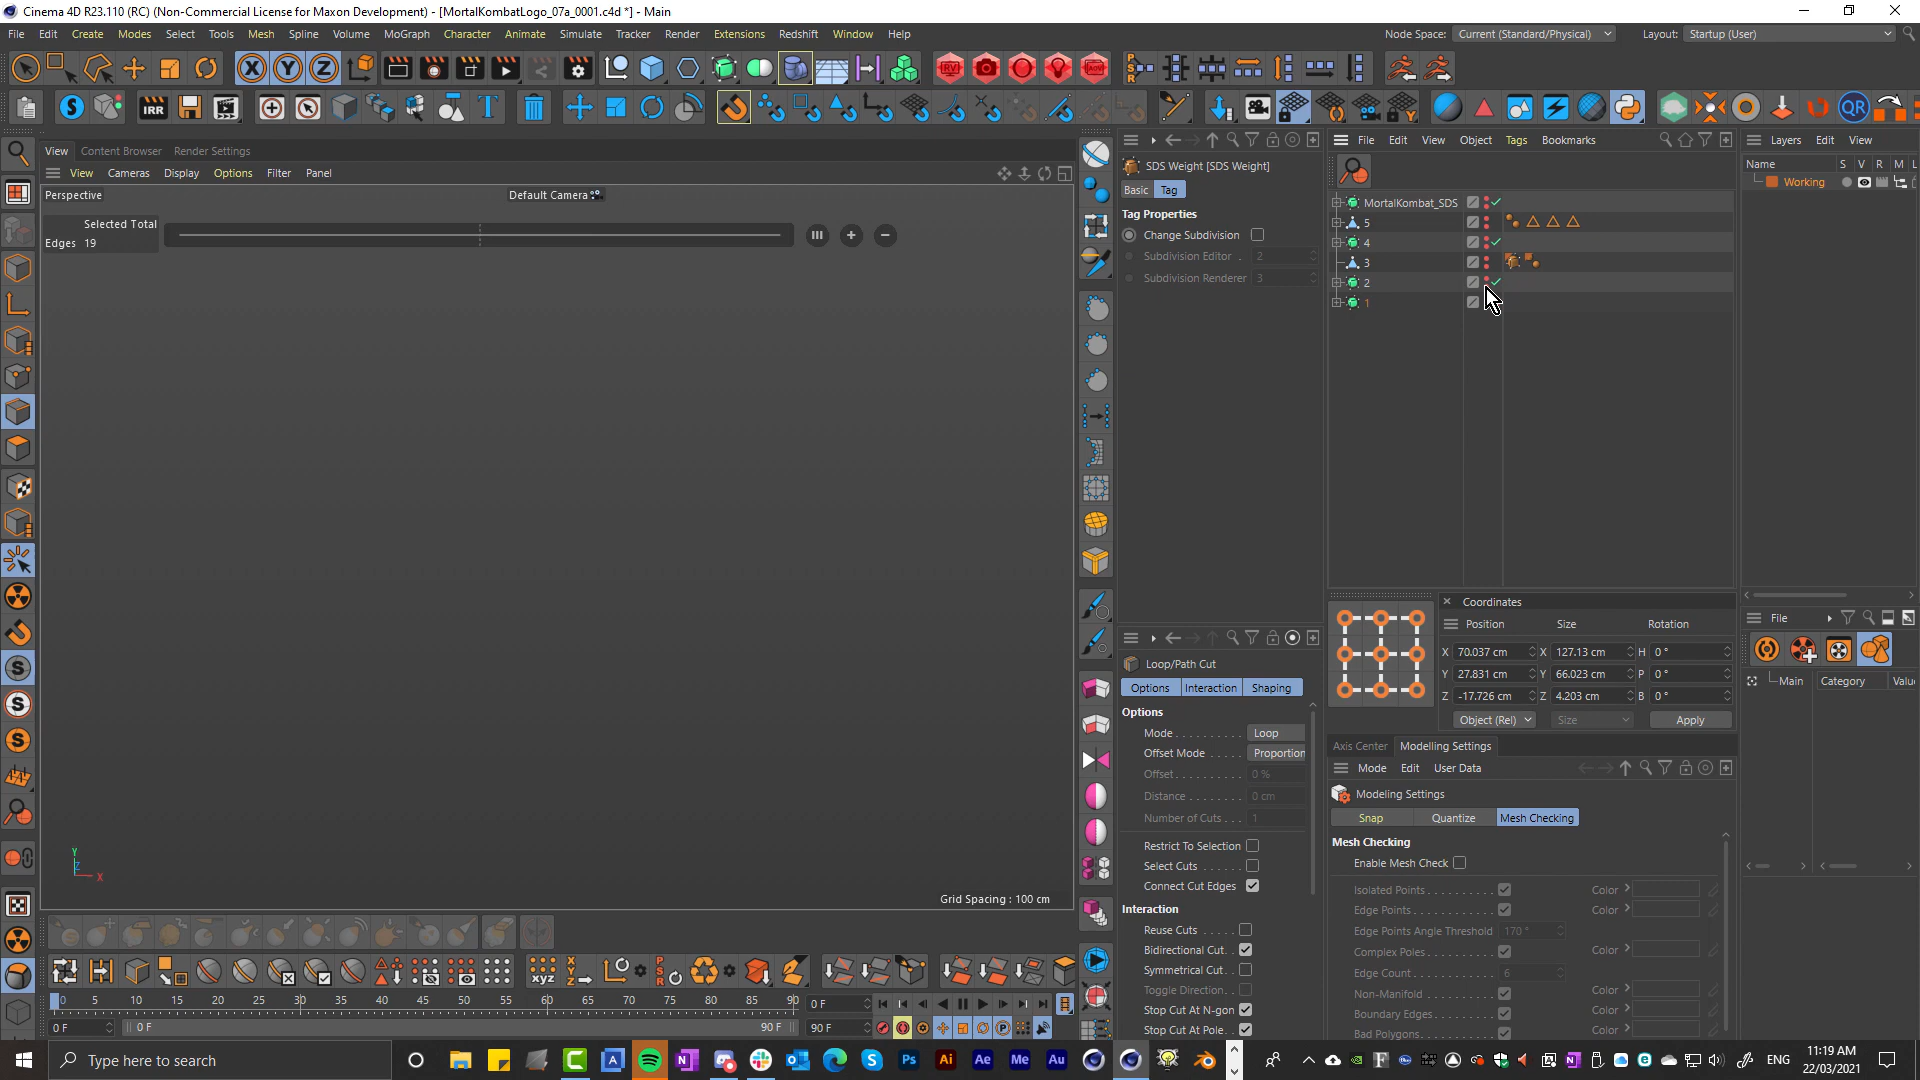 Cinema 4D R23.110 (RC) (Non-Commercial License for Maxon Development) - [MortalKombatLogo_07a_0001.c4d *] - Main
File Edit Create Modes Select Tools Mesh Spline Volume MoGraph Character Animate Simulate Tracker Render Extensions Redshift Window Help
Node Space: Current (Standard/Physical) Layout: Startup (User)
X Y Z RV AOV PSR
IRR T QR
View Content Browser Render Settings
View Cameras Display Options Filter Panel
Perspective Default Camera
Selected Total
Edges 19
Grid Spacing : 100 cm
SDS Weight [SDS Weight]
Basic Tag
Tag Properties
Change Subdivision
Subdivision Editor . 2
Subdivision Renderer 3
File Edit View Object Tags Bookmarks
MortalKombat_SDS
5
4
3
2
1
Layers Edit View
Name S V R M L
Working
Loop/Path Cut
Options Interaction Shaping
Options
Mode . . . . . . . . . . Loop
Offset Mode . . . . . Proportion
Offset . . . . . . . . . . 0 %
Distance . . . . . . . . 0 cm
Number of Cuts . . . 1
Restrict To Selection
Select Cuts . . . . . .
Connect Cut Edges
Interaction
Reuse Cuts . . . .
Bidirectional Cut.
Symmetrical Cut .
Toggle Direction. .
Stop Cut At N-gon
Stop Cut At Pole. .
Coordinates
Position Size Rotation
X 70.037 cm X 127.13 cm H 0 °
Y 27.831 cm Y 66.023 cm P 0 °
Z -17.726 cm Z 4.203 cm B 0 °
Object (Rel) Size Apply
Axis Center Modelling Settings
Mode Edit User Data
Modeling Settings
Snap Quantize Mesh Checking
Mesh Checking
Enable Mesh Check
Isolated Points . . . . . . . . . Color
Edge Points . . . . . . . . . . . Color
Edge Points Angle Threshold 170 °
Complex Poles . . . . . . . . . Color
Edge Count . . . . . . . . . . . 6
Non-Manifold . . . . . . . . . . Color
Boundary Edges . . . . . . . . Color
Bad Polygons. . . . . . . . . . Color
File
Main Category Valu
Y
Z
X
xyz
0 5 10 15 20 25 30 35 40 45 50 55 60 65 70 75 80 85 90 0 F
0 F 0 F 90 F 90 F
Type here to search
Ps Ai Ae Me Au
ENG 11:19 AM
22/03/2021